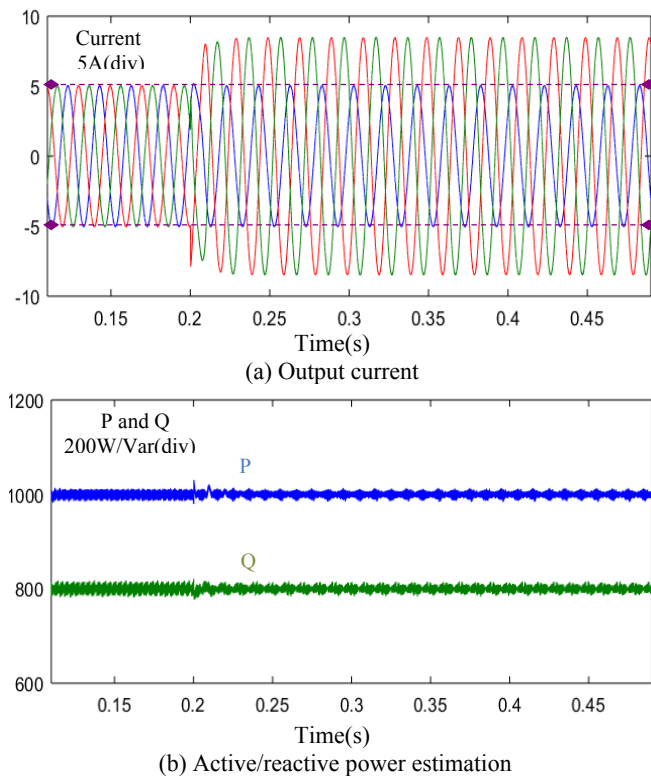 Current
5A(div)
10
5
0
-5
-10
0.15 0.2 0.25 0.3 0.35 0.4 0.45
Time(s)
(a) Output current
1200
P and Q
200W/Var(div)
P
1000
Q
800
600
0.15 0.2 0.25 0.3 0.35 0.4 0.45
Time(s)
(b) Active/reactive power estimation